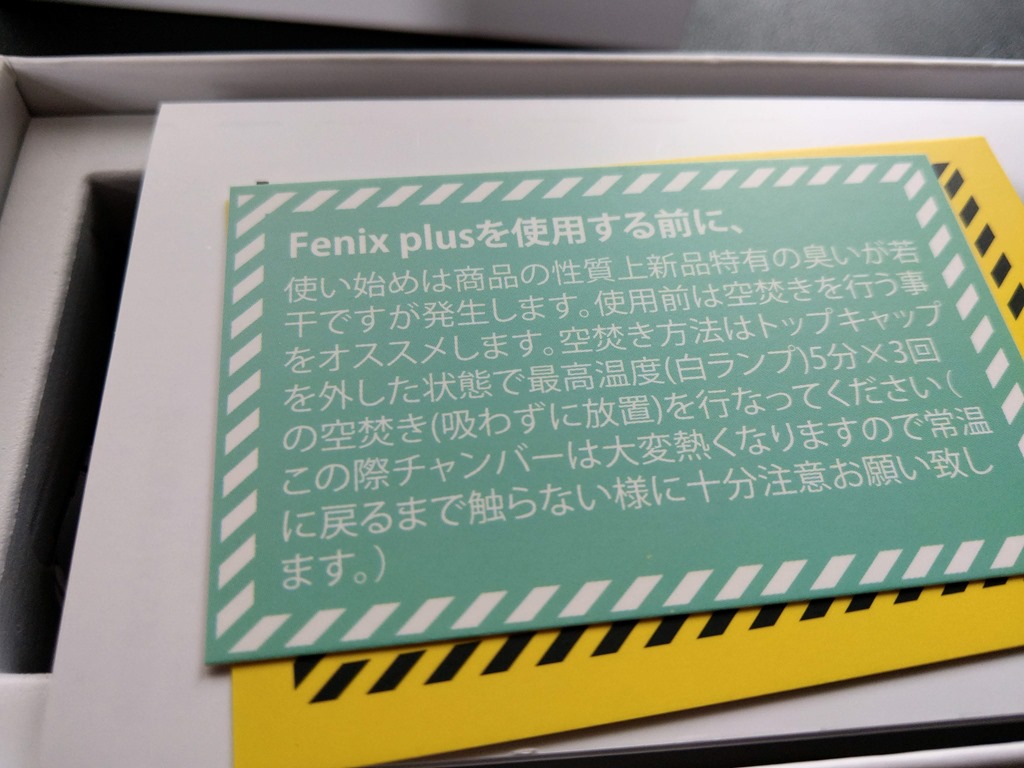 Fenix plusを使用する前に、
使い始めは商品の性質上新品特有の臭いが若
干ですが発生します。使用前は空焚きを行う事
をオススメします。空焚き方法はトップキャップ
を外した状態で最高温度(白ランプ)5分×3回
の空焚き(吸わずに放置)を行なってください(
この際チャンバーは大変熱くなりますので常温
に戻るまで触らない様に十分注意お願い致し
ます。)